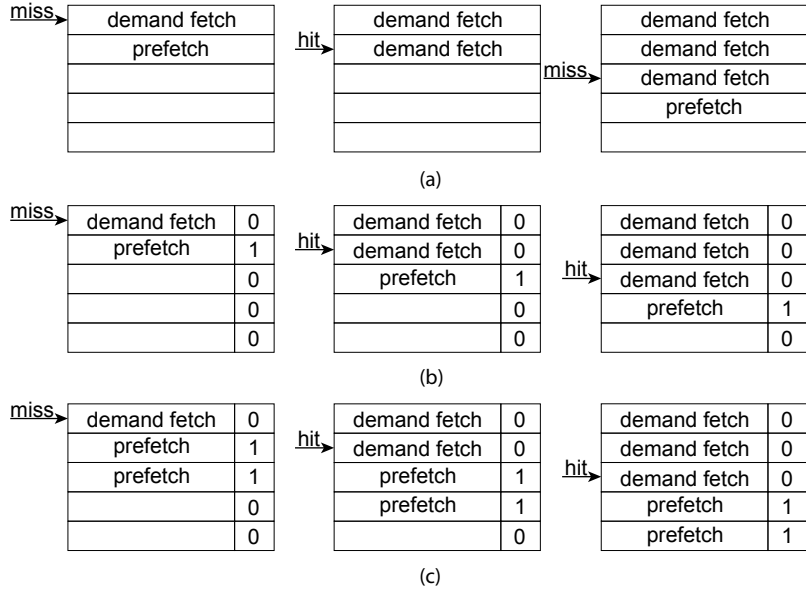 miss demand fetch demand fetch demand fetch
prefetch hit demand fetch demand fetch
miss demand fetch
prefetch
(a)
miss demand fetch 0 demand fetch 0 demand fetch 0
prefetch 1 hit demand fetch 0 demand fetch 0
0 prefetch 1 hit demand fetch 0
0 0 prefetch 1
0 0 0
(b)
miss demand fetch 0 demand fetch 0 demand fetch 0
prefetch 1 hit demand fetch 0 demand fetch 0
prefetch 1 prefetch 1 hit demand fetch 0
0 prefetch 1 prefetch 1
0 0 prefetch 1
(c)